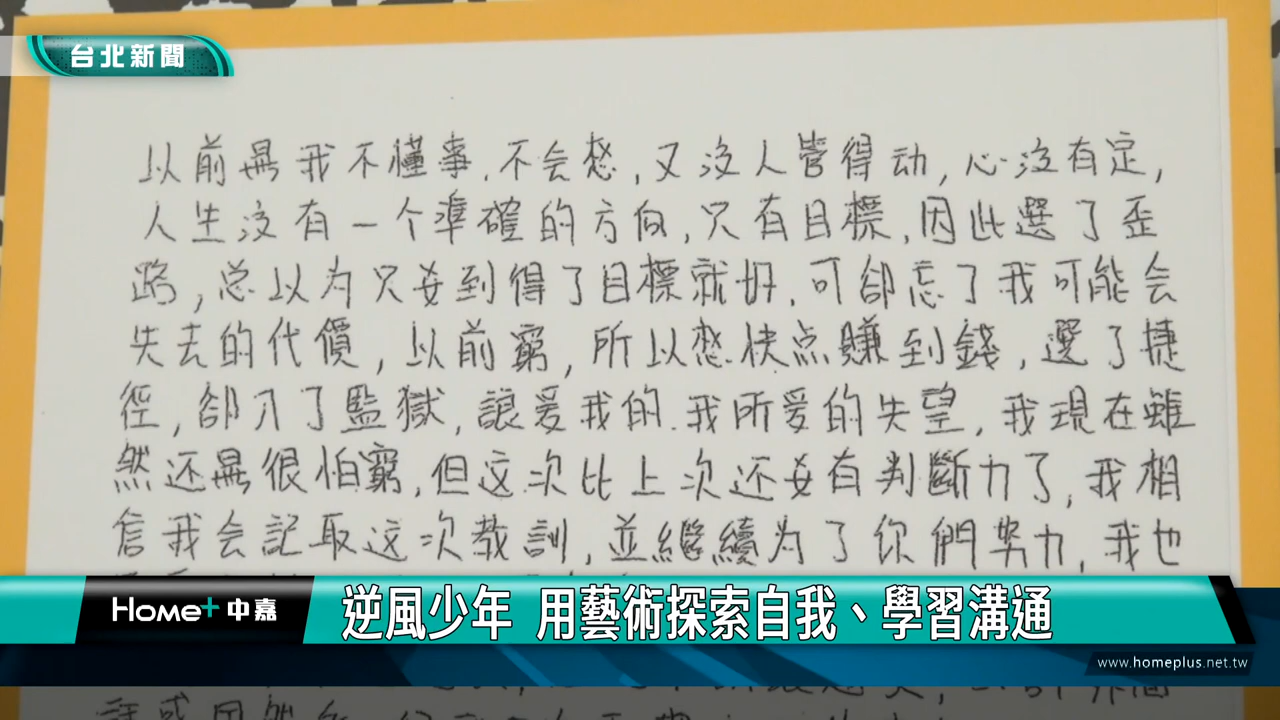 台北新聞
以前是我不懂事,不会想,又沒人管得动,心沒有定,
人生沒有一个準確的方向,只有目標,因此選了歪
路,总以为只要到得了目標就好,可卻忘了我可能会
失去的代價,以前窮,所以想快点賺到錢,選了捷
徑,卻入了監獄,讓爱我的.我所爱的失望,我現在雖
然还是很怕窮,但这次比上次还要有判斷力了,我相
信我会記取这次教訓,並繼續为了你們努力,我也
Home+中嘉
逆風少年 用藝術探索自我、學習溝通
www.homeplus.net.tw